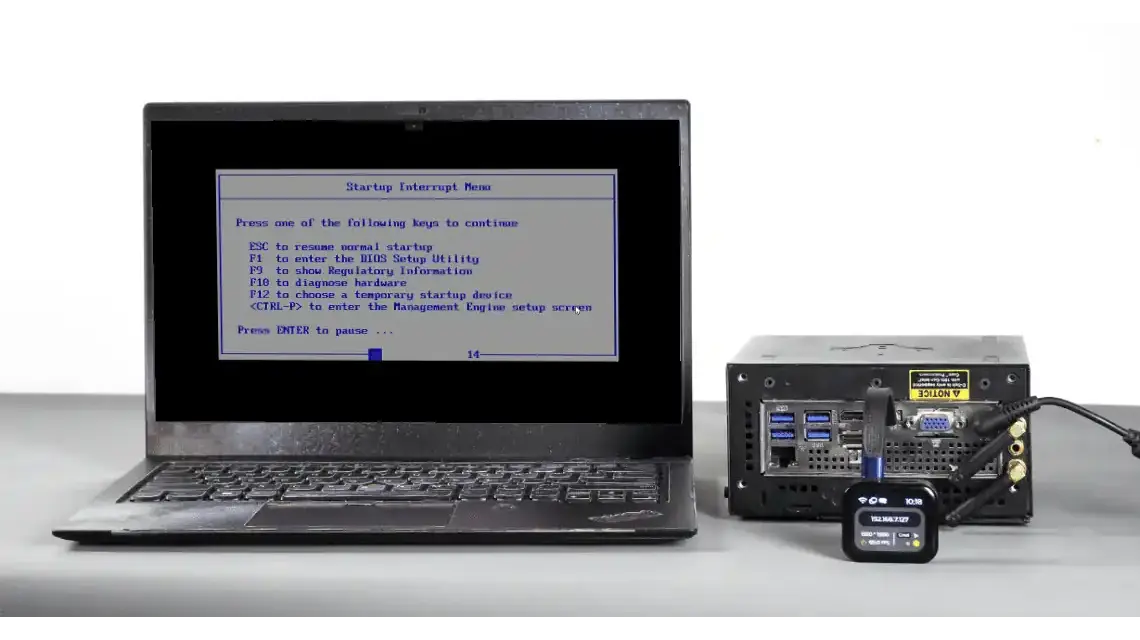 Startup Interrupt Menu
Press one of the following keys to continue
ESC to resume normal startup
F1 to enter the BIOS Setup Utility
F9 to show Regulatory Information
F10 to diagnose hardware
F12 to choose a temporary startup device
<CTRL-P> to enter the Management Engine setup screen
Press ENTER to pause ...
14
NOTICE
10:18
192.168.7.127